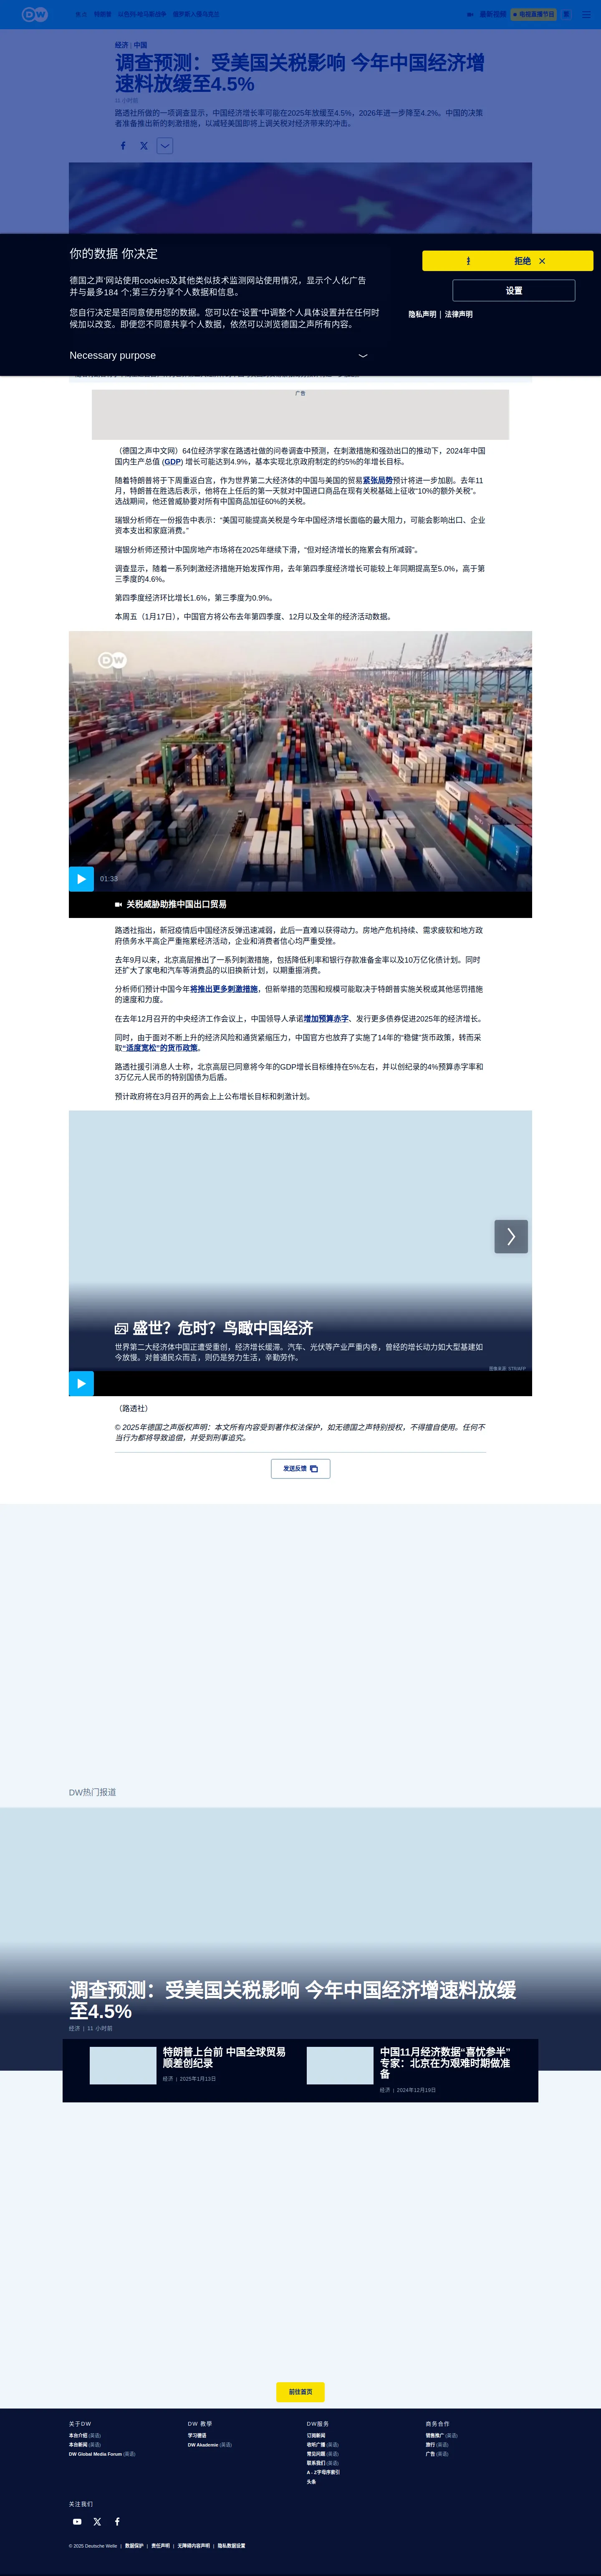 DW
最新视频
电视直播节目
经济 | 中国
调查预测：受美国关税影响 今年中国经济增
速料放缓至4.5%
11 小时前
路透社所做的一项调查显示，中国经济增长率可能在2025年放缓至4.5%，2026年进一步降至4.2%。中国的决策
者准备推出新的刺激措施，以减轻美国即将上调关税对经济带来的冲击。
你的数据 你决定
德国之声'网站使用cookies及其他类似技术监测网站使用情况，显示个人化广告
并与最多184 个;第三方分享个人数据和信息。
您自行决定是否同意使用您的数据。您可以在"设置"中调整个人具体设置并在任何时
候加以改变。即便您不同意共享个人数据，依然可以浏览德国之声所有内容。
Necessary purpose
拒绝
设置
隐私声明 | 法律声明
广告
（德国之声中文网）64位经济学家在路透社做的问卷调查中预测，在刺激措施和强劲出口的推动下，2024年中国
国内生产总值 (GDP) 增长可能达到4.9%，基本实现北京政府制定的约5%的年增长目标。
随着特朗普将于下周重返白宫，作为世界第二大经济体的中国与美国的贸易紧张局势预计将进一步加剧。去年11
月，特朗普在胜选后表示，他将在上任后的第一天就对中国进口商品在现有关税基础上征收“10%的额外关税”。
选战期间，他还曾威胁要对所有中国商品加征60%的关税。
瑞银分析师在一份报告中表示：“美国可能提高关税是今年中国经济增长面临的最大阻力，可能会影响出口、企业
资本支出和家庭消费。”
瑞银分析师还预计中国房地产市场将在2025年继续下滑，"但对经济增长的拖累会有所减弱"。
调查显示，随着一系列刺激经济措施开始发挥作用，去年第四季度经济增长可能较上年同期提高至5.0%，高于第
三季度的4.6%。
第四季度经济环比增长1.6%，第三季度为0.9%。
本周五（1月17日），中国官方将公布去年第四季度、12月以及全年的经济活动数据。
DW
01:33
关税威胁助推中国出口贸易
路透社指出，新冠疫情后中国经济反弹迅速减弱，此后一直难以获得动力。房地产危机持续、需求疲软和地方政
府债务水平高企严重拖累经济活动，企业和消费者信心均严重受挫。
去年9月以来，北京高层推出了一系列刺激措施，包括降低利率和银行存款准备金率以及10万亿化债计划。同时
还扩大了家电和汽车等消费品的以旧换新计划，以期重振消费。
分析师们预计中国今年将推出更多刺激措施，但新举措的范围和规模可能取决于特朗普实施关税或其他惩罚措施
的速度和力度。
在去年12月召开的中央经济工作会议上，中国领导人承诺增加预算赤字、发行更多债券促进2025年的经济增长。
同时，由于面对不断上升的经济风险和通货紧缩压力，中国官方也放弃了实施了14年的“稳健”货币政策，转而采
取“适度宽松”的货币政策。
路透社援引消息人士称，北京高层已同意将今年的GDP增长目标维持在5%左右，并以创纪录的4%预算赤字率和
3万亿元人民币的特别国债为后盾。
预计政府将在3月召开的两会上上公布增长目标和刺激计划。
盛世？危时？鸟瞰中国经济
世界第二大经济体中国正遭受重创，经济增长缓滞。汽车、光伏等产业严重内卷，曾经的增长动力如大型基建如
今放慢。对普通民众而言，则仍是努力生活，辛勤劳作。
图像来源: STR/AFP
（路透社）
© 2025年德国之声版权声明：本文所有内容受到著作权法保护，如无德国之声特别授权，不得擅自使用。任何不
当行为都将导致追偿，并受到刑事追究。
发送反馈
DW热门报道
调查预测：受美国关税影响 今年中国经济增速料放缓
至4.5%
经济 | 11 小时前
特朗普上台前 中国全球贸易
顺差创纪录
经济 | 2025年1月13日
中国11月经济数据“喜忧参半”
专家：北京在为艰难时期做准
备
经济 | 2024年12月19日
前往首页
关于DW
本台介绍 (英语)
本台新闻 (英语)
DW Global Media Forum (英语)
DW 教學
学习德语
DW Akademie (英语)
DW服务
订阅新闻
收听广播 (英语)
常见问题 (英语)
联系我们 (英语)
A - Z字母序索引
头条
商务合作
销售推广 (英语)
旅行 (英语)
广告 (英语)
关注我们
© 2025 Deutsche Welle | 数据保护 | 责任声明 | 无障碍内容声明 | 隐私数据设置